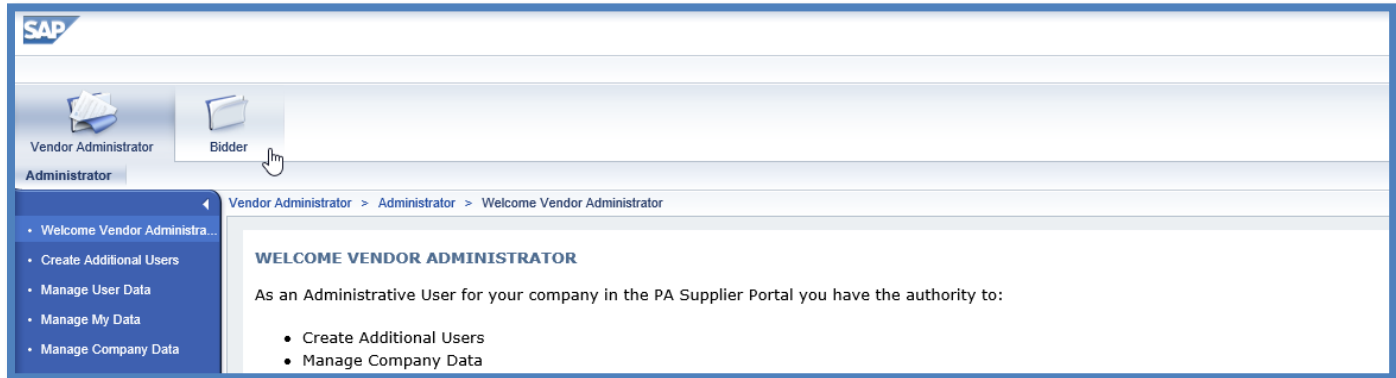 SAP
Vendor Administrator
Bidder
Administrator
Vendor Administrator > Administrator > Welcome Vendor Administrator
• Welcome Vendor Administra...
• Create Additional Users
• Manage User Data
• Manage My Data
• Manage Company Data
WELCOME VENDOR ADMINISTRATOR
As an Administrative User for your company in the PA Supplier Portal you have the authority to:
• Create Additional Users
• Manage Company Data